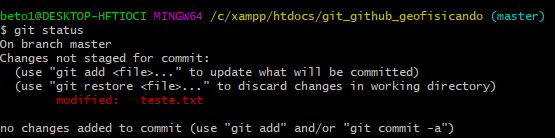 beto1@DESKTOP-HFTIOCI MINGW64 /c/xampp/htdocs/git_github_geofisicando (master)
$ git status
On branch master
Changes not staged for commit:
  (use "git add <file>..." to update what will be committed)
  (use "git restore <file>..." to discard changes in working directory)
        modified:   teste.txt

no changes added to commit (use "git add" and/or "git commit -a")